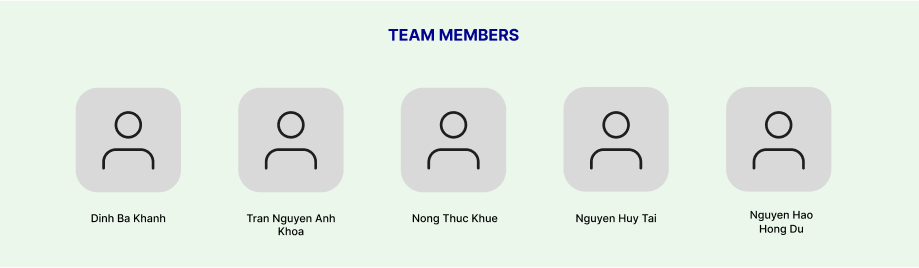 TEAM MEMBERS
Dinh Ba Khanh
Tran Nguyen Anh
Khoa
Nong Thuc Khue
Nguyen Huy Tai
Nguyen Hao
Hong Du